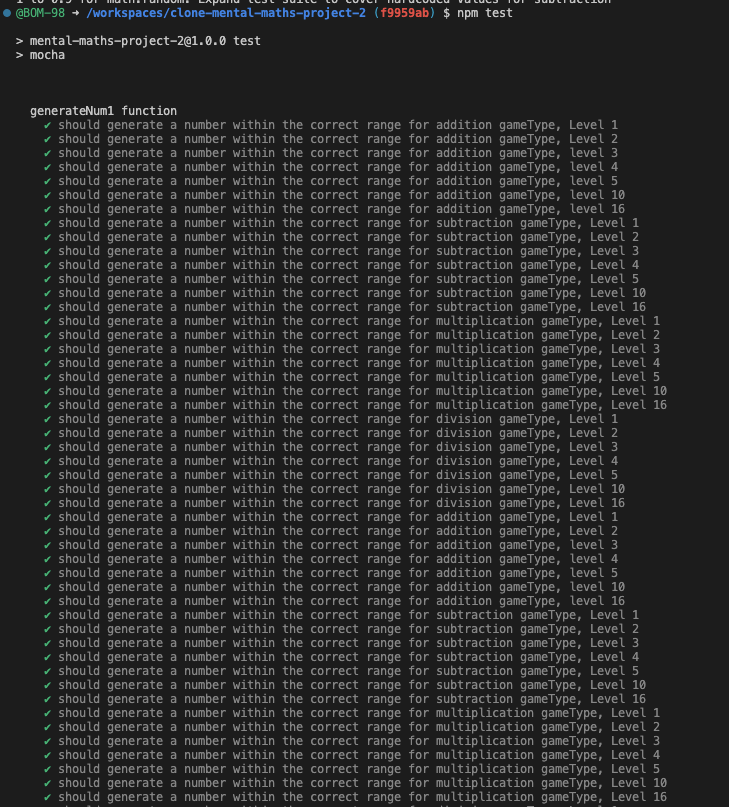 1 to 0.9 for math.random. Expand test suite to cover hardcoded values for subtraction
@BOM-98 ➜ /workspaces/clone-mental-maths-project-2 (f9959ab) $ npm test
> mental-maths-project-2@1.0.0 test
> mocha
generateNum1 function
✔ should generate a number within the correct range for addition gameType, Level 1
✔ should generate a number within the correct range for addition gameType, Level 2
✔ should generate a number within the correct range for addition gameType, level 3
✔ should generate a number within the correct range for addition gameType, level 4
✔ should generate a number within the correct range for addition gameType, level 5
✔ should generate a number within the correct range for addition gameType, level 10
✔ should generate a number within the correct range for addition gameType, level 16
✔ should generate a number within the correct range for subtraction gameType, Level 1
✔ should generate a number within the correct range for subtraction gameType, Level 2
✔ should generate a number within the correct range for subtraction gameType, Level 3
✔ should generate a number within the correct range for subtraction gameType, Level 4
✔ should generate a number within the correct range for subtraction gameType, Level 5
✔ should generate a number within the correct range for subtraction gameType, Level 10
✔ should generate a number within the correct range for subtraction gameType, Level 16
✔ should generate a number within the correct range for multiplication gameType, Level 1
✔ should generate a number within the correct range for multiplication gameType, Level 2
✔ should generate a number within the correct range for multiplication gameType, Level 3
✔ should generate a number within the correct range for multiplication gameType, Level 4
✔ should generate a number within the correct range for multiplication gameType, Level 5
✔ should generate a number within the correct range for multiplication gameType, Level 10
✔ should generate a number within the correct range for multiplication gameType, Level 16
✔ should generate a number within the correct range for division gameType, Level 1
✔ should generate a number within the correct range for division gameType, Level 2
✔ should generate a number within the correct range for division gameType, Level 3
✔ should generate a number within the correct range for division gameType, Level 4
✔ should generate a number within the correct range for division gameType, Level 5
✔ should generate a number within the correct range for division gameType, Level 10
✔ should generate a number within the correct range for division gameType, Level 16
✔ should generate a number within the correct range for addition gameType, Level 1
✔ should generate a number within the correct range for addition gameType, Level 2
✔ should generate a number within the correct range for addition gameType, level 3
✔ should generate a number within the correct range for addition gameType, level 4
✔ should generate a number within the correct range for addition gameType, level 5
✔ should generate a number within the correct range for addition gameType, level 10
✔ should generate a number within the correct range for addition gameType, level 16
✔ should generate a number within the correct range for subtraction gameType, Level 1
✔ should generate a number within the correct range for subtraction gameType, Level 2
✔ should generate a number within the correct range for subtraction gameType, Level 3
✔ should generate a number within the correct range for subtraction gameType, Level 4
✔ should generate a number within the correct range for subtraction gameType, Level 5
✔ should generate a number within the correct range for subtraction gameType, Level 10
✔ should generate a number within the correct range for subtraction gameType, Level 16
✔ should generate a number within the correct range for multiplication gameType, Level 1
✔ should generate a number within the correct range for multiplication gameType, Level 2
✔ should generate a number within the correct range for multiplication gameType, Level 3
✔ should generate a number within the correct range for multiplication gameType, Level 4
✔ should generate a number within the correct range for multiplication gameType, Level 5
✔ should generate a number within the correct range for multiplication gameType, Level 10
✔ should generate a number within the correct range for multiplication gameType, Level 16